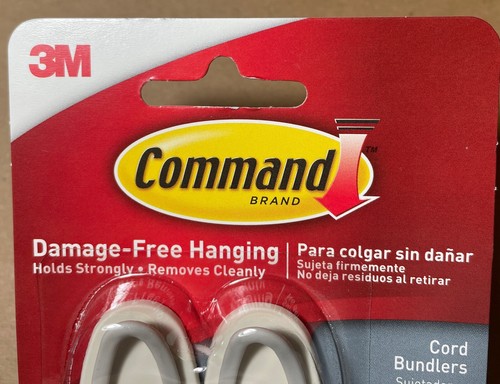 3M
Command™
BRAND
Damage-Free Hanging
Holds Strongly • Removes Cleanly
Para colgar sin dañar
Sujeta firmemente
No deja residuos al retirar
Cord
Bundlers